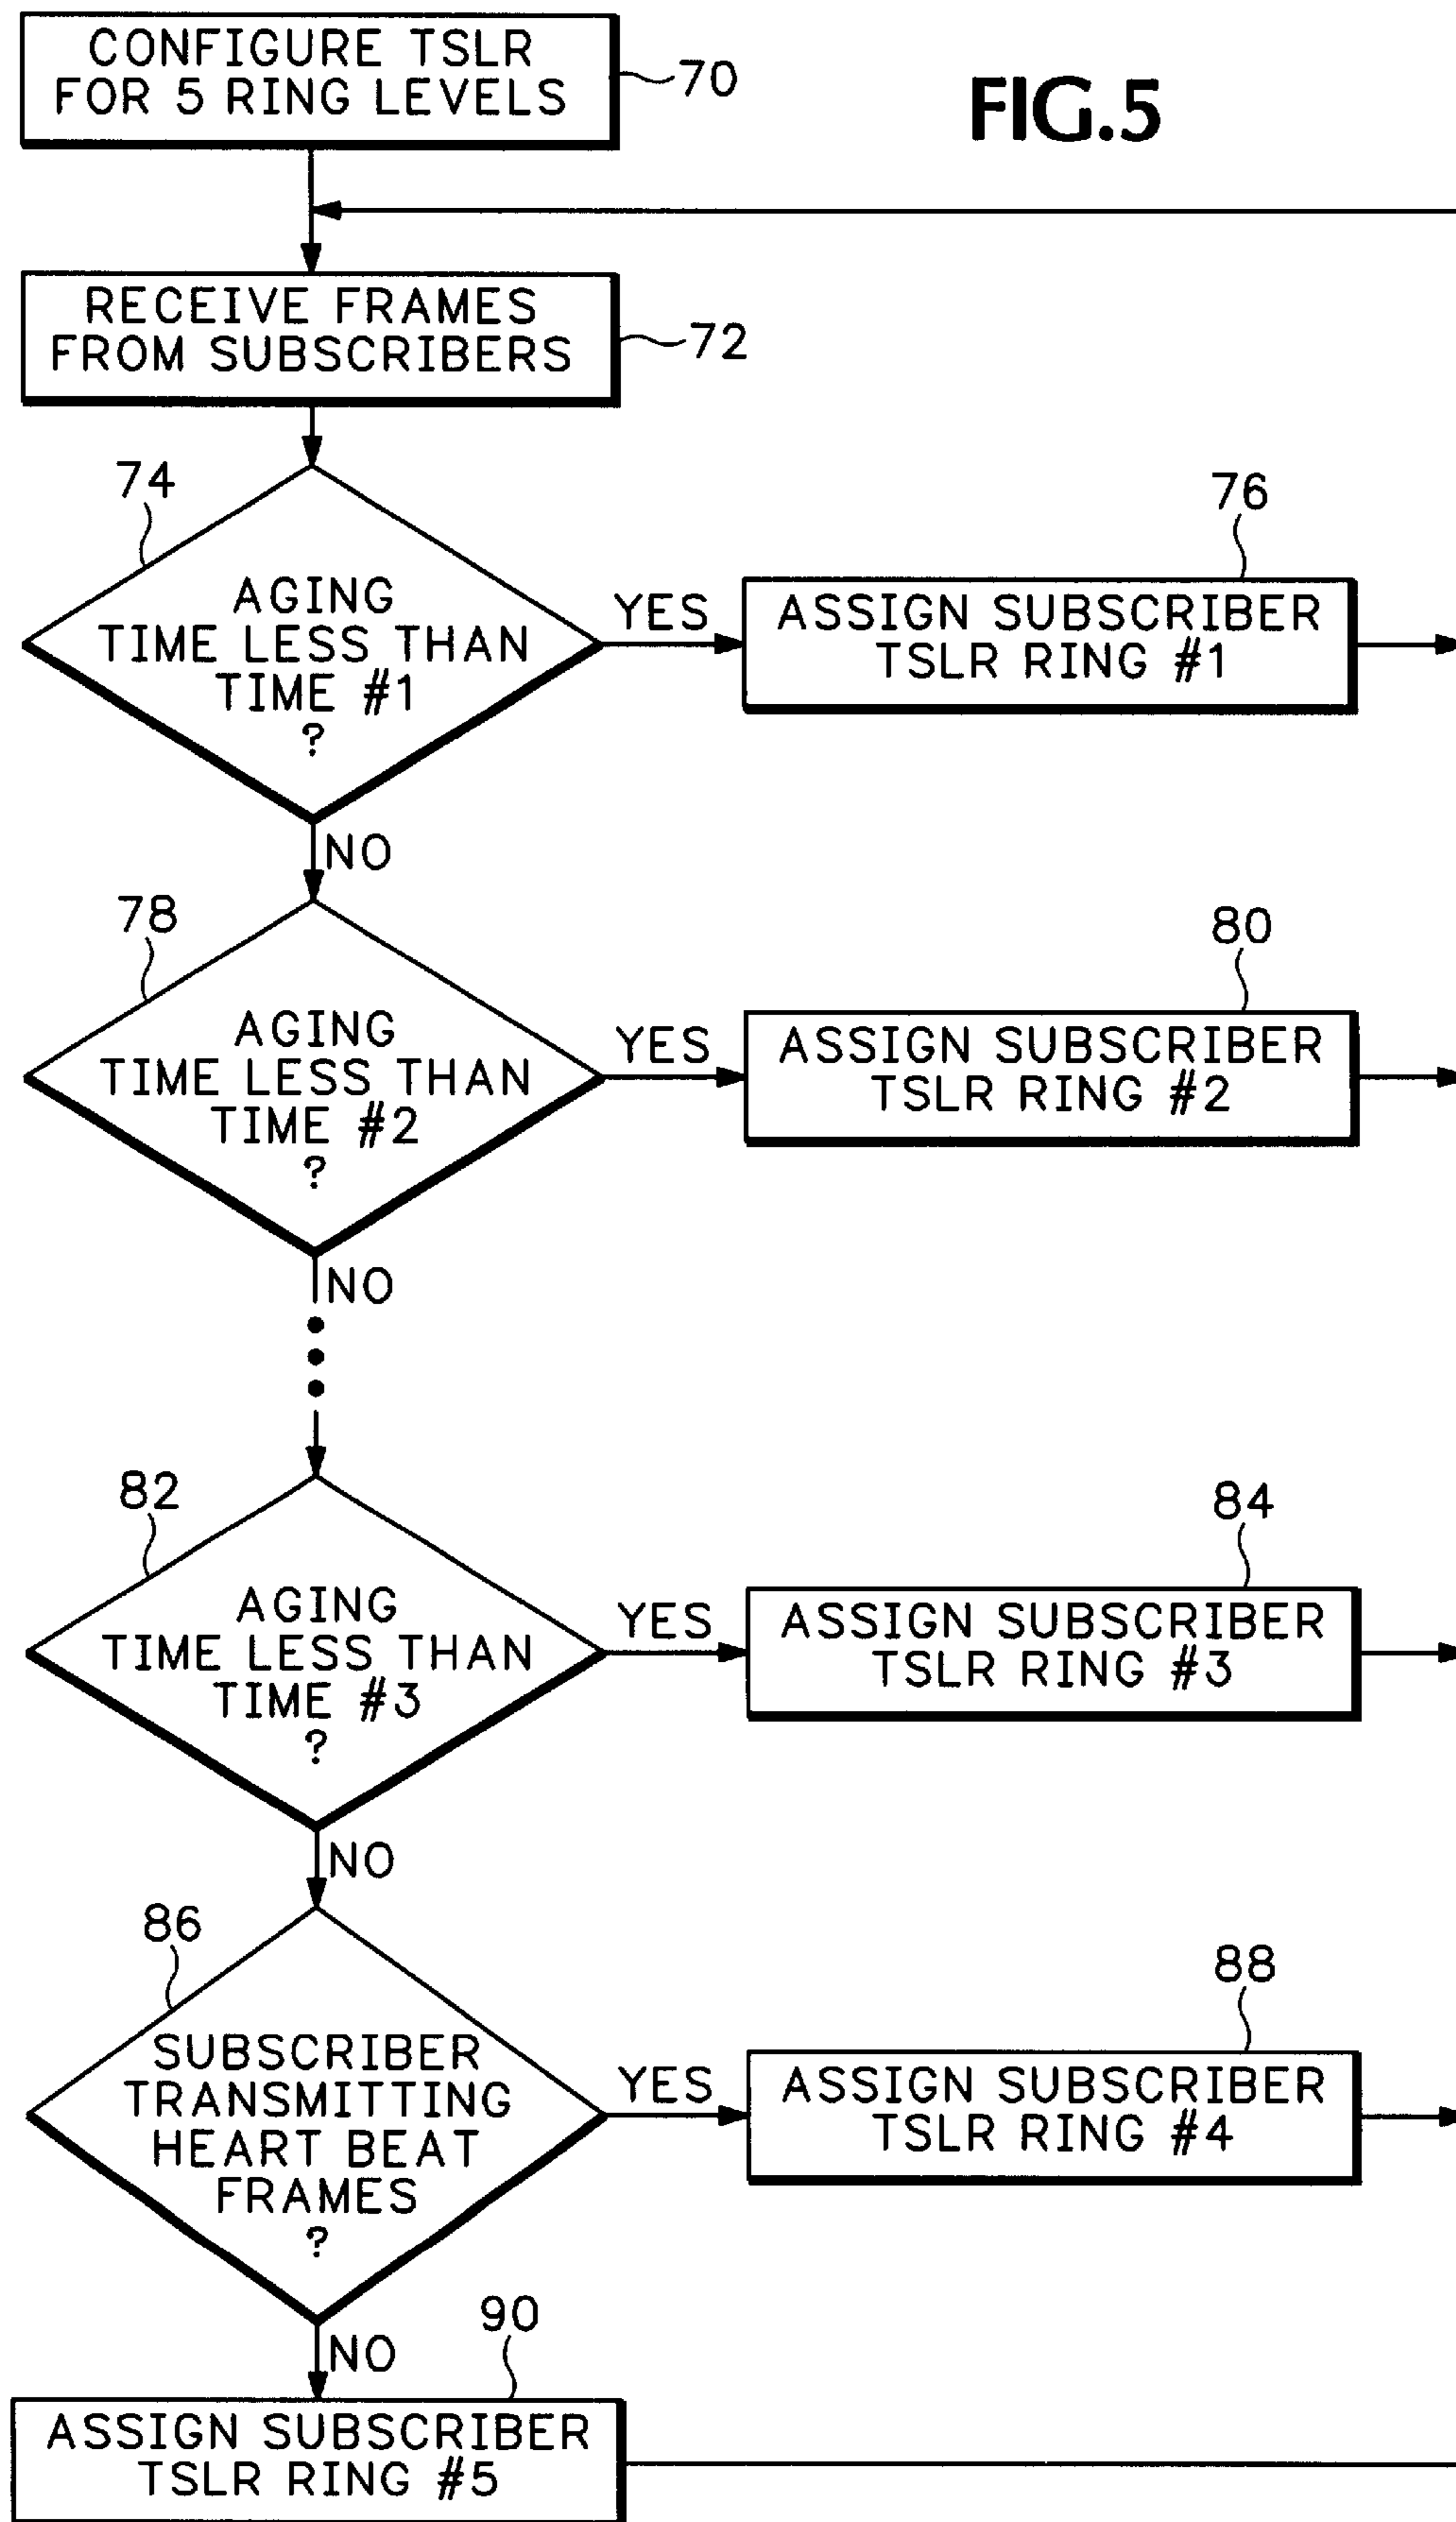 CONFIGURE TSLR
FOR 5 RING LEVELS
70
FIG.5
RECEIVE FRAMES
FROM SUBSCRIBERS
72
74
AGING
TIME LESS THAN
TIME #1
?
YES
76
ASSIGN SUBSCRIBER
TSLR RING #1
NO
78
AGING
TIME LESS THAN
TIME #2
?
YES
80
ASSIGN SUBSCRIBER
TSLR RING #2
NO
82
AGING
TIME LESS THAN
TIME #3
?
YES
84
ASSIGN SUBSCRIBER
TSLR RING #3
NO
86
SUBSCRIBER
TRANSMITTING
HEART BEAT
FRAMES
?
YES
88
ASSIGN SUBSCRIBER
TSLR RING #4
NO
90
ASSIGN SUBSCRIBER
TSLR RING #5